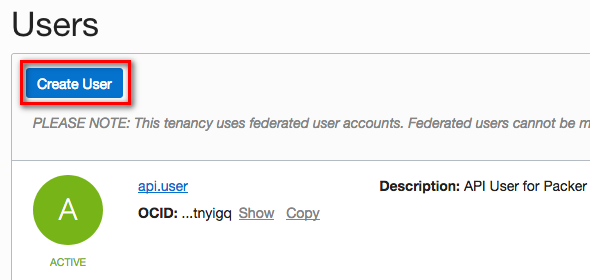 Users
Create User
PLEASE NOTE: This tenancy uses federated user accounts. Federated users cannot be
A
api.user
Description: API User for Packer
OCID: ...tnyigq Show Copy
ACTIVE